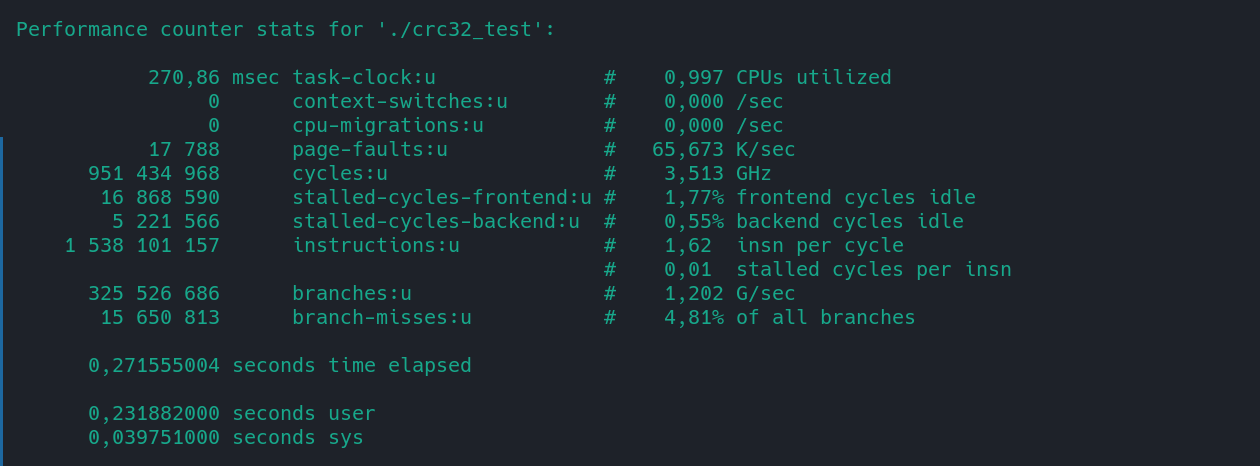 Performance counter stats for './crc32_test':
270,86 msec task-clock:u # 0,997 CPUs utilized
0 context-switches:u # 0,000 /sec
0 cpu-migrations:u # 0,000 /sec
17 788 page-faults:u # 65,673 K/sec
951 434 968 cycles:u # 3,513 GHz
16 868 590 stalled-cycles-frontend:u # 1,77% frontend cycles idle
5 221 566 stalled-cycles-backend:u # 0,55% backend cycles idle
1 538 101 157 instructions:u # 1,62 insn per cycle
# 0,01 stalled cycles per insn
325 526 686 branches:u # 1,202 G/sec
15 650 813 branch-misses:u # 4,81% of all branches
0,271555004 seconds time elapsed
0,231882000 seconds user
0,039751000 seconds sys